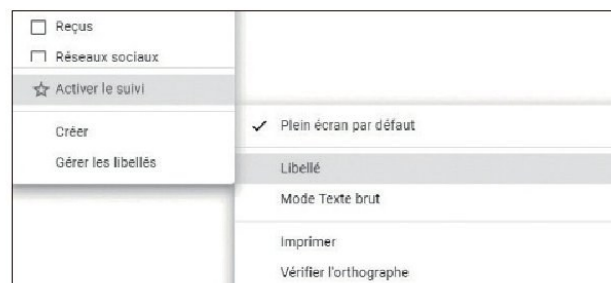 Reçus
Réseaux sociaux
Activer le suivi
Créer
Gérer les libellés
Plein écran par défaut
Libellé
Mode Texte brut
Imprimer
Vérifier l'orthographe